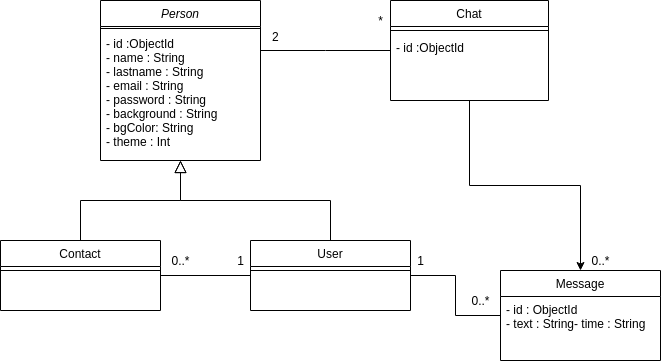 Person
- id :ObjectId
- name : String
- lastname : String
- email : String
- password : String
- background : String
- bgColor: String
- theme : Int
2
*
Chat
- id :ObjectId
Contact
0..*
1
User
1
0..*
0..*
Message
- id : ObjectId
- text : String- time : String